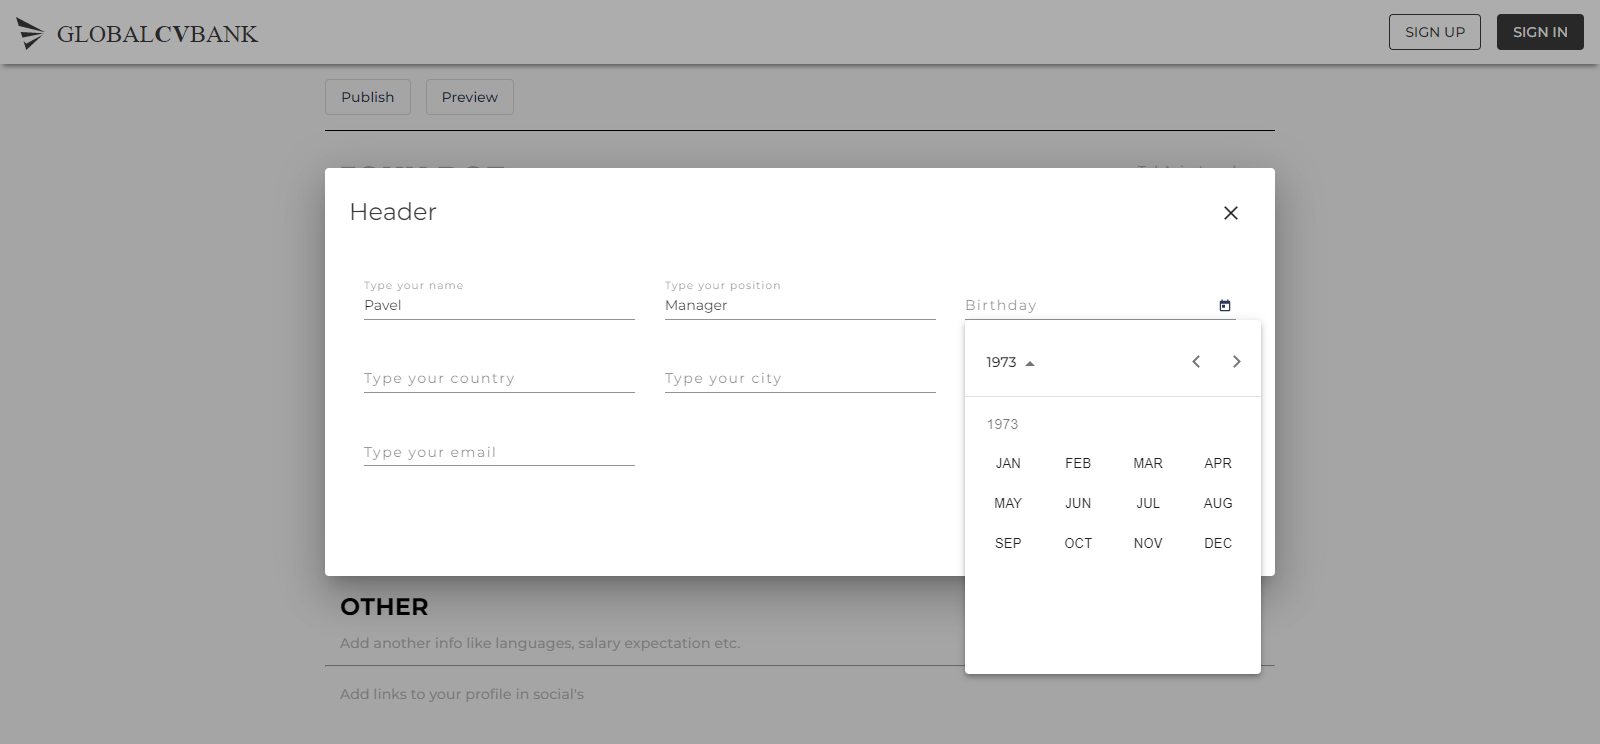 GLOBALCVBANK
SIGN UP
SIGN IN
Publish
Preview
Header
Type your name
Pavel
Type your position
Manager
Birthday
Type your country
Type your city
Type your email
1973
1973
JAN FEB MAR APR
MAY JUN JUL AUG
SEP OCT NOV DEC
OTHER
Add another info like languages, salary expectation etc.
Add links to your profile in social's